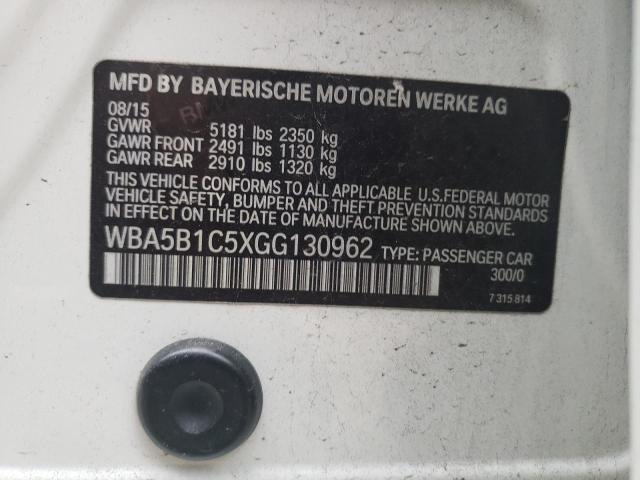 MFD BY BAYERISCHE MOTOREN WERKE AG
08/15
GVWR 5181 lbs 2350 kg
GAWR FRONT 2491 lbs 1130 kg
GAWR REAR 2910 lbs 1320 kg
THIS VEHICLE CONFORMS TO ALL APPLICABLE U.S.FEDERAL MOTOR
VEHICLE SAFETY, BUMPER AND THEFT PREVENTION STANDARDS
IN EFFECT ON THE DATE OF MANUFACTURE SHOWN ABOVE.
WBA5B1C5XGG130962 TYPE: PASSENGER CAR
300/0
7 315 814